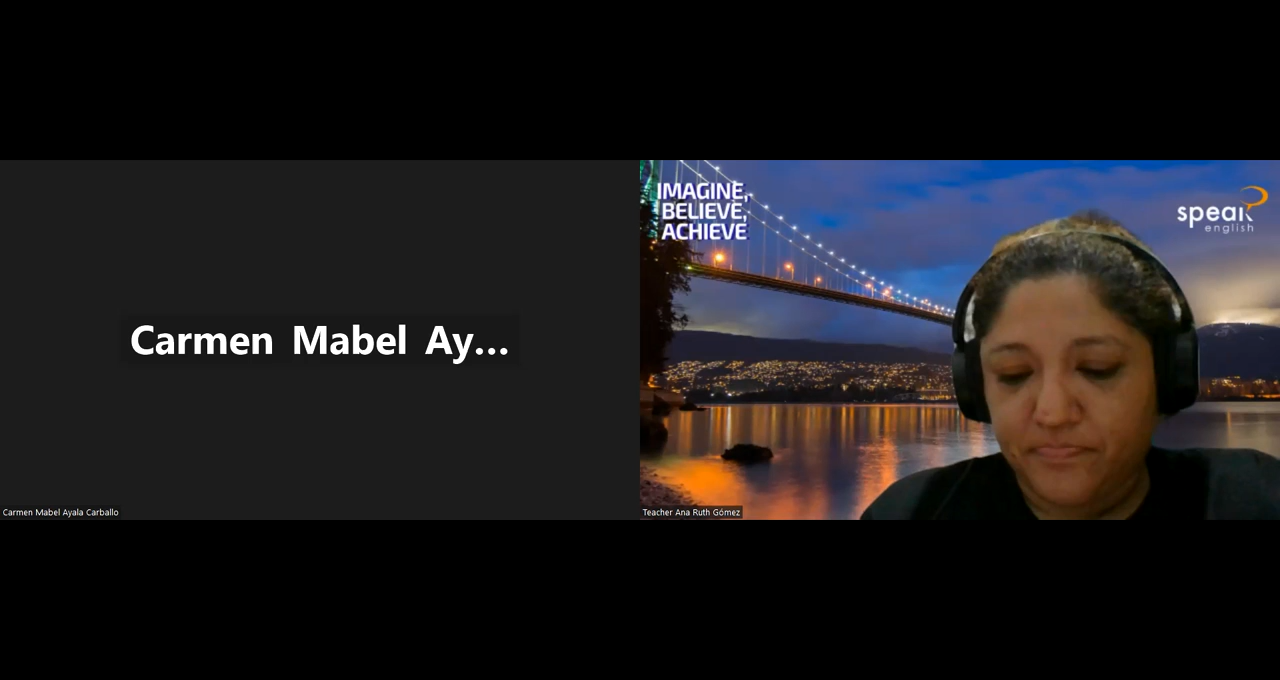 Carmen Mabel Ay...
Carmen Mabel Ayala Carballo
IMAGINE,
BELIEVE,
ACHIEVE
speak
english
Teacher Ana Ruth Gómez